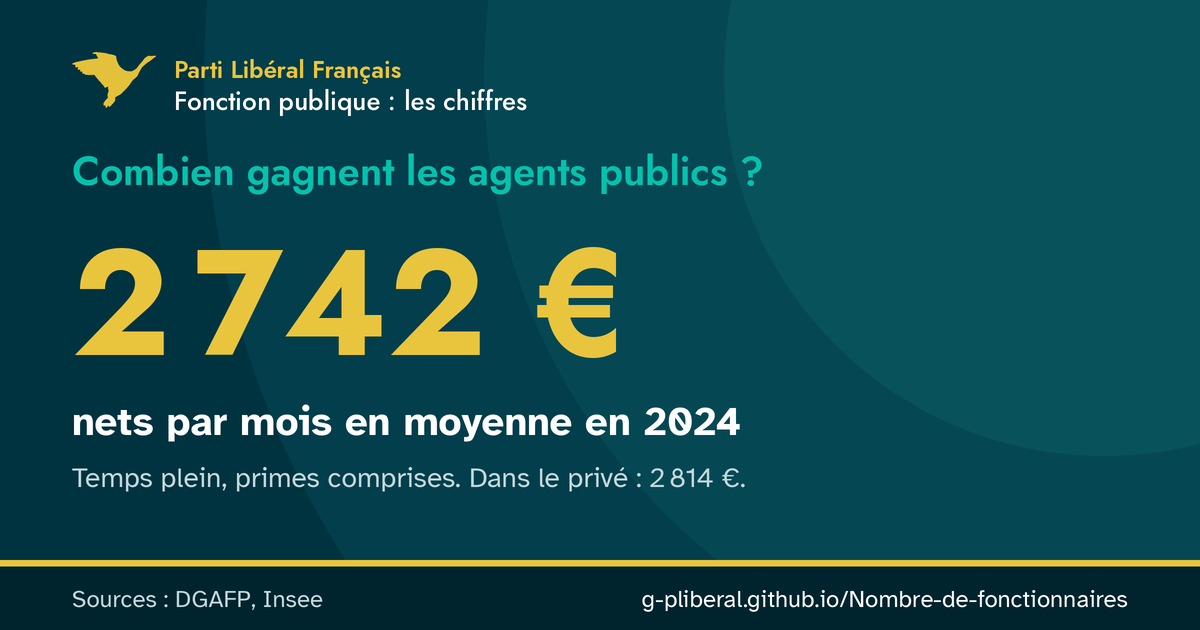 Parti Libéral Français
Fonction publique : les chiffres
Combien gagnent les agents publics ?
2 742 €
nets par mois en moyenne en 2024
Temps plein, primes comprises. Dans le privé : 2 814 €.
Sources : DGAFP, Insee
g-pliberal.github.io/Nombre-de-fonctionnaires